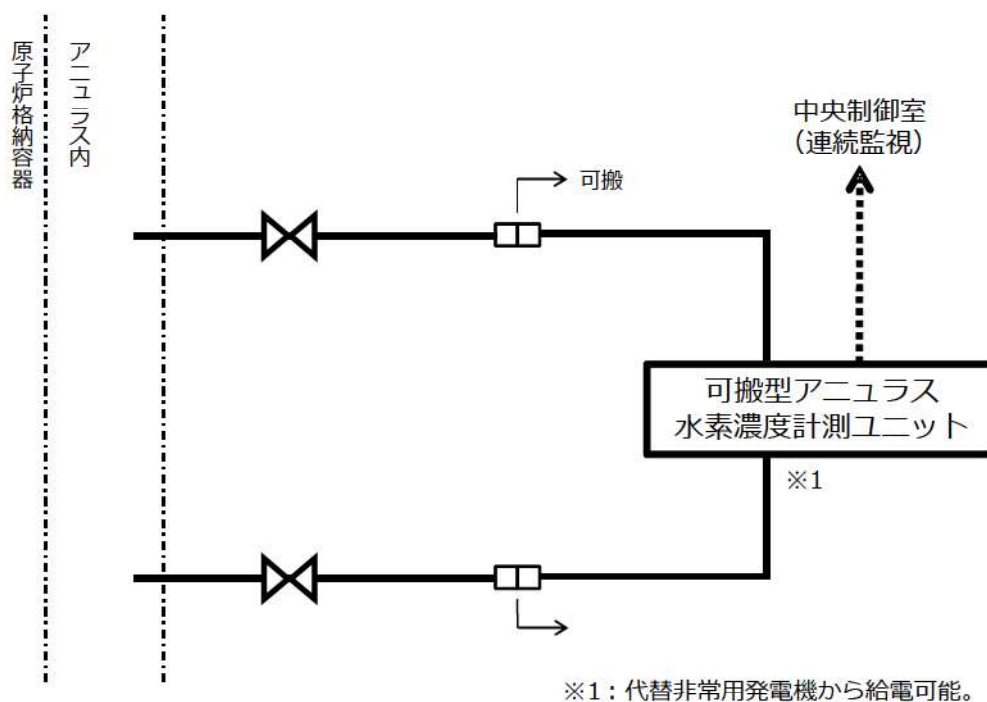 原子炉格納容器
アニュラス内
中央制御室
（連続監視）
可搬
可搬型アニュラス
水素濃度計測ユニット
※1
※1：代替非常用発電機から給電可能。